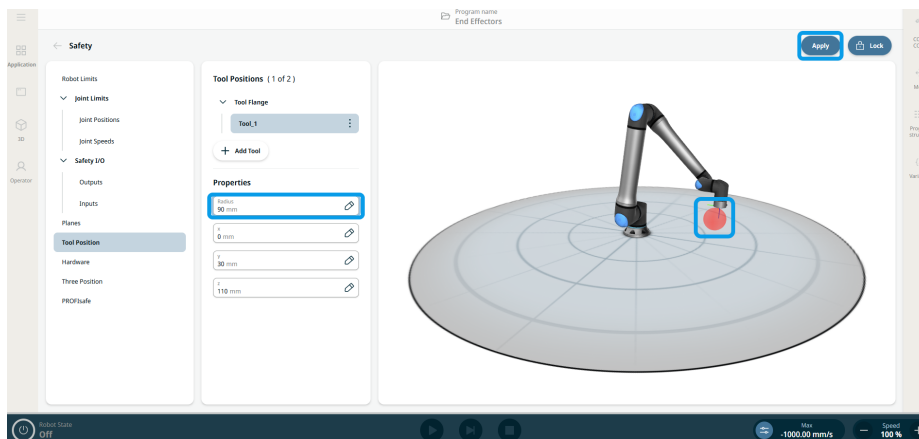 Program name
End Effectors
Safety
Apply
Lock
Application
3D
Operator
Robot Limits
Joint Limits
Joint Positions
Joint Speeds
Safety I/O
Outputs
Inputs
Planes
Tool Position
Hardware
Three Position
PROFIsafe
Tool Positions ( 1 of 2 )
Tool Flange
Tool_1
+ Add Tool
Properties
Radius
90 mm
x
0 mm
y
30 mm
z
110 mm
Robot State
Off
Max
-1000.00 mm/s
Speed
100 %